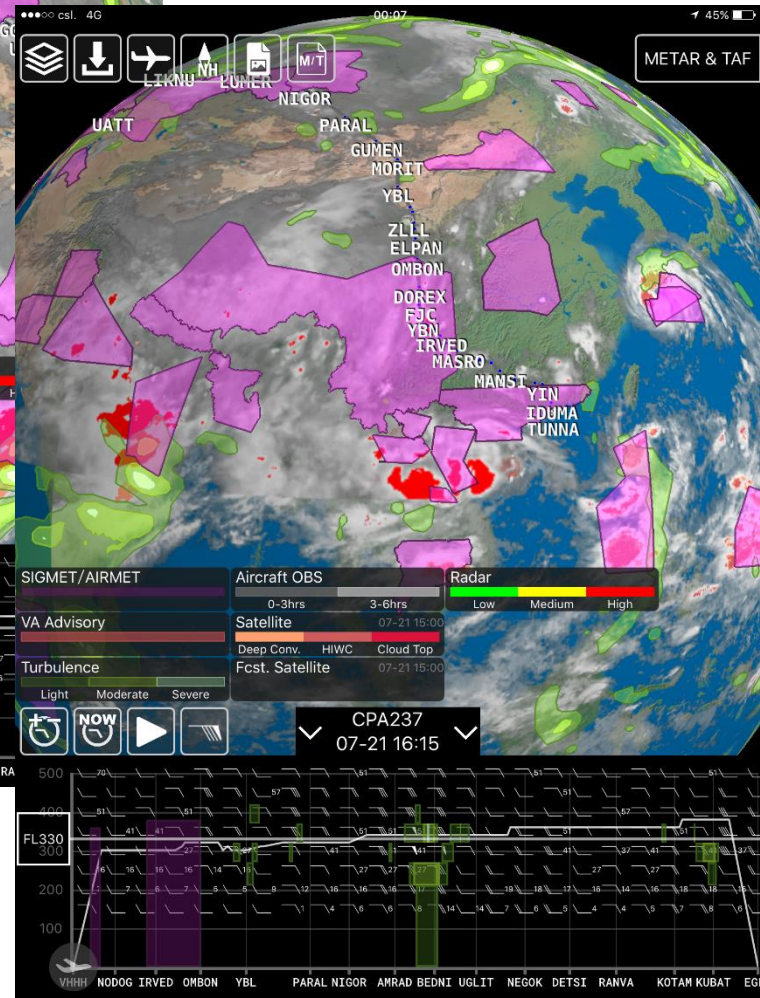 ●●●○○ csl. 4G
00:07
45%
M/T
METAR & TAF
LIKNU
NH
LUMER
NIGOR
UATT
PARAL
GUMEN
MORIT
YBL
ZLLL
ELPAN
OMBON
DOREX
FJC
YBN
IRVED
MASRO
MAMSI
YIN
IDUMA
TUNNA
SIGMET/AIRMET
Aircraft OBS
0-3hrs 3-6hrs
Radar
Low Medium High
VA Advisory
Satellite 07-21 15:00
Deep Conv. HIWC Cloud Top
Turbulence
Light Moderate Severe
Fcst. Satellite 07-21 15:00
NOW
CPA237
07-21 16:15
500
400
FL330
300
200
100
VHHH NODOG IRVED OMBON YBL PARAL NIGOR AMRAD BEDNI UGLIT NEGOK DETSI RANVA KOTAM KUBAT